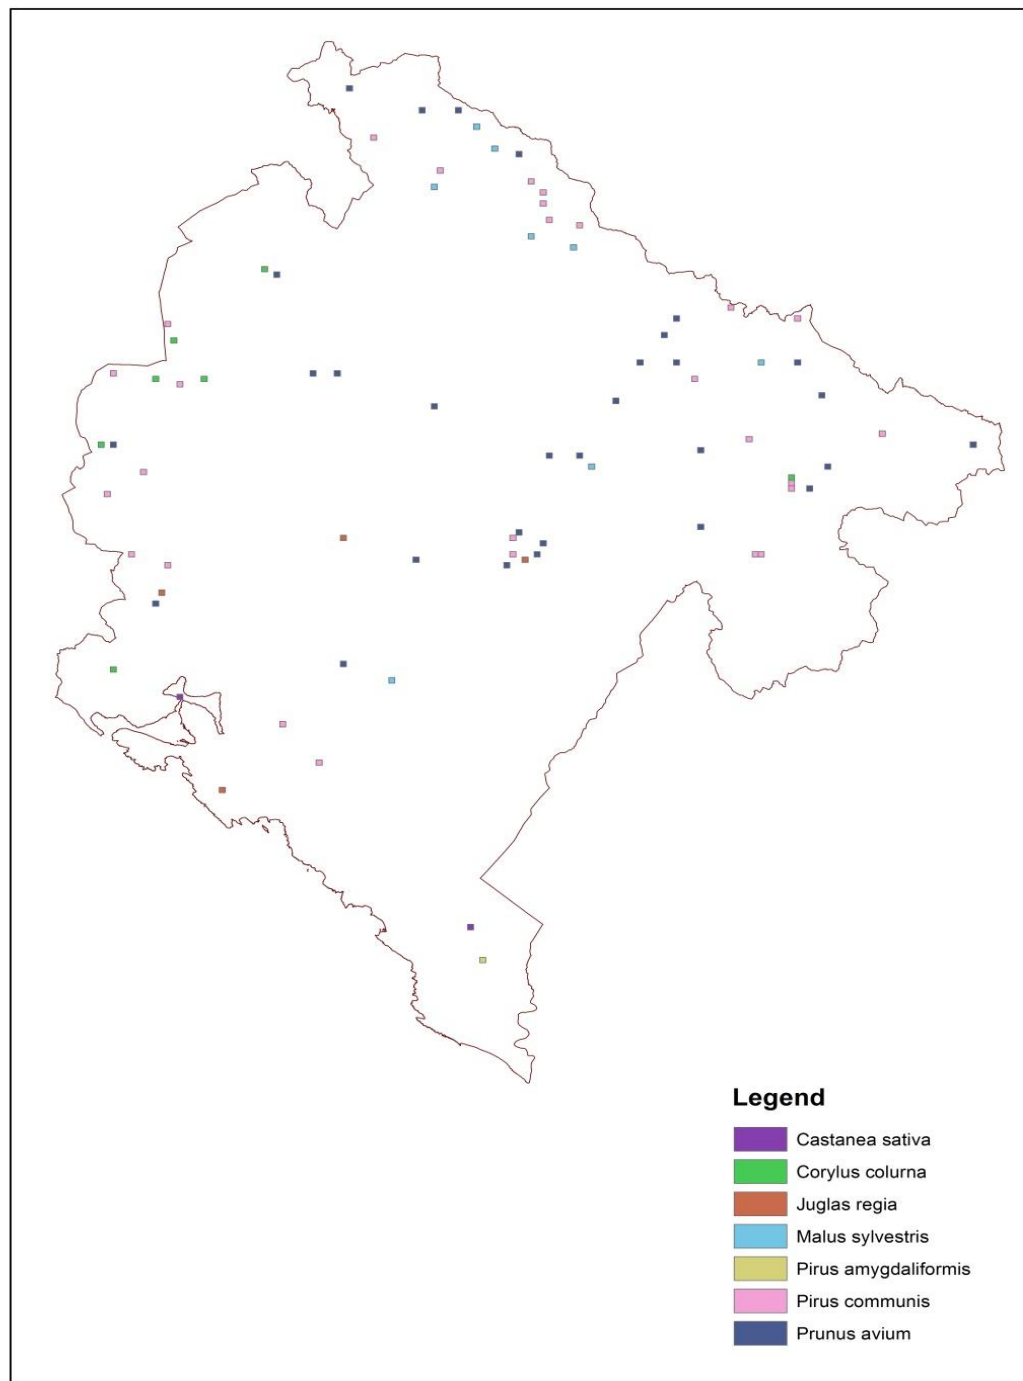 Legend
Castanea sativa
Corylus colurna
Juglas regia
Malus sylvestris
Pirus amygdaliformis
Pirus communis
Prunus avium